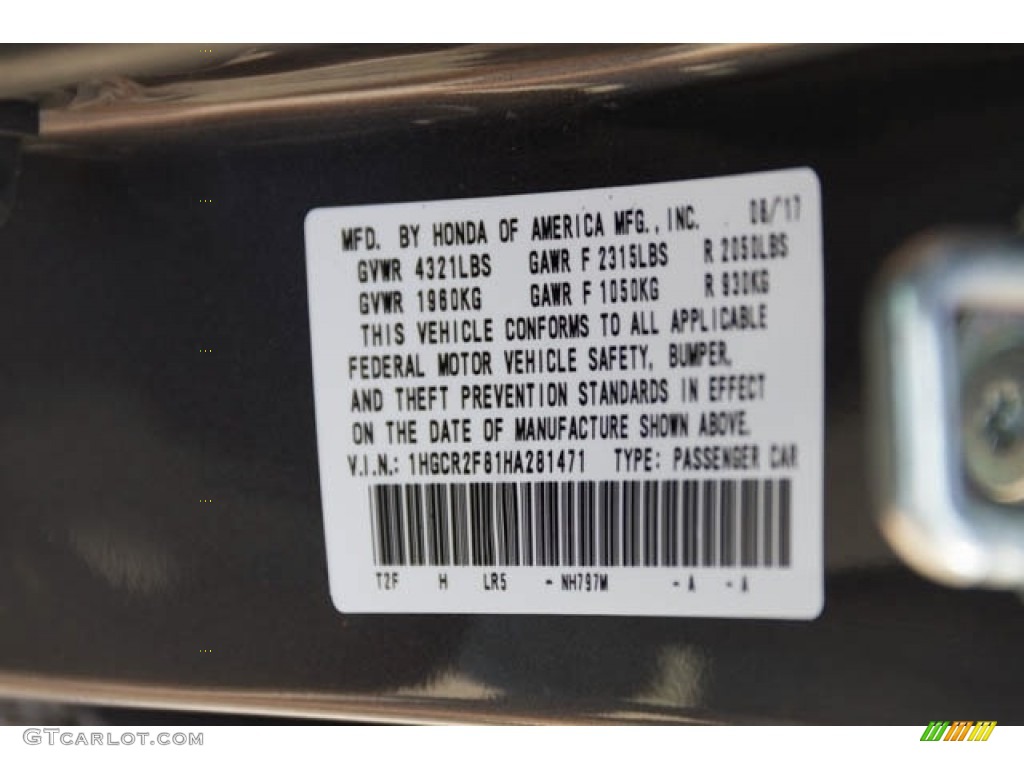 MFD. BY HONDA OF AMERICA MFG., INC. 08/17
GVWR 4321LBS GAWR F 2315LBS R 2050LBS
GVWR 1960KG GAWR F 1050KG R 930KG
THIS VEHICLE CONFORMS TO ALL APPLICABLE
FEDERAL MOTOR VEHICLE SAFETY, BUMPER,
AND THEFT PREVENTION STANDARDS IN EFFECT
ON THE DATE OF MANUFACTURE SHOWN ABOVE.
V.I.N.: 1HGCR2F81HA281471 TYPE: PASSENGER CAR
T2F H LR5 - NH797M - A - A
GTCarlot.com